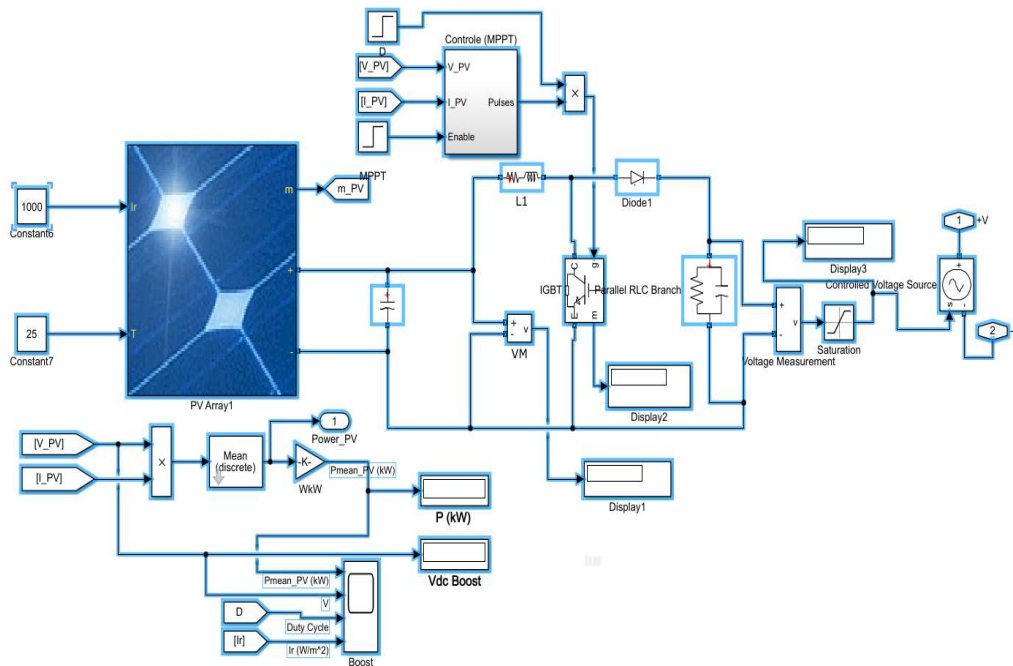 D
Controle (MPPT)
[V_PV]
V_PV
[I_PV]
I_PV
Pulses
Enable
X
MPPT
1000
Constant6
Ir
m
m_PV
+
T
-
25
Constant7
PV Array1
L1
Diode1
C
g
IGBT
E
m
Parallel RLC Branch
+
-
v
VM
Display3
1
+V
Controlled Voltage Source
+
-
s
2
-
+
-
v
Voltage Measurement
Saturation
Display2
Display1
[V_PV]
[I_PV]
X
Mean
(discrete)
1
Power_PV
-K-
WkW
Pmean_PV (kW)
P (kW)
Vdc Boost
Pmean_PV (kW)
V
D
Duty Cycle
[Ir]
Ir (W/m^2)
Boost